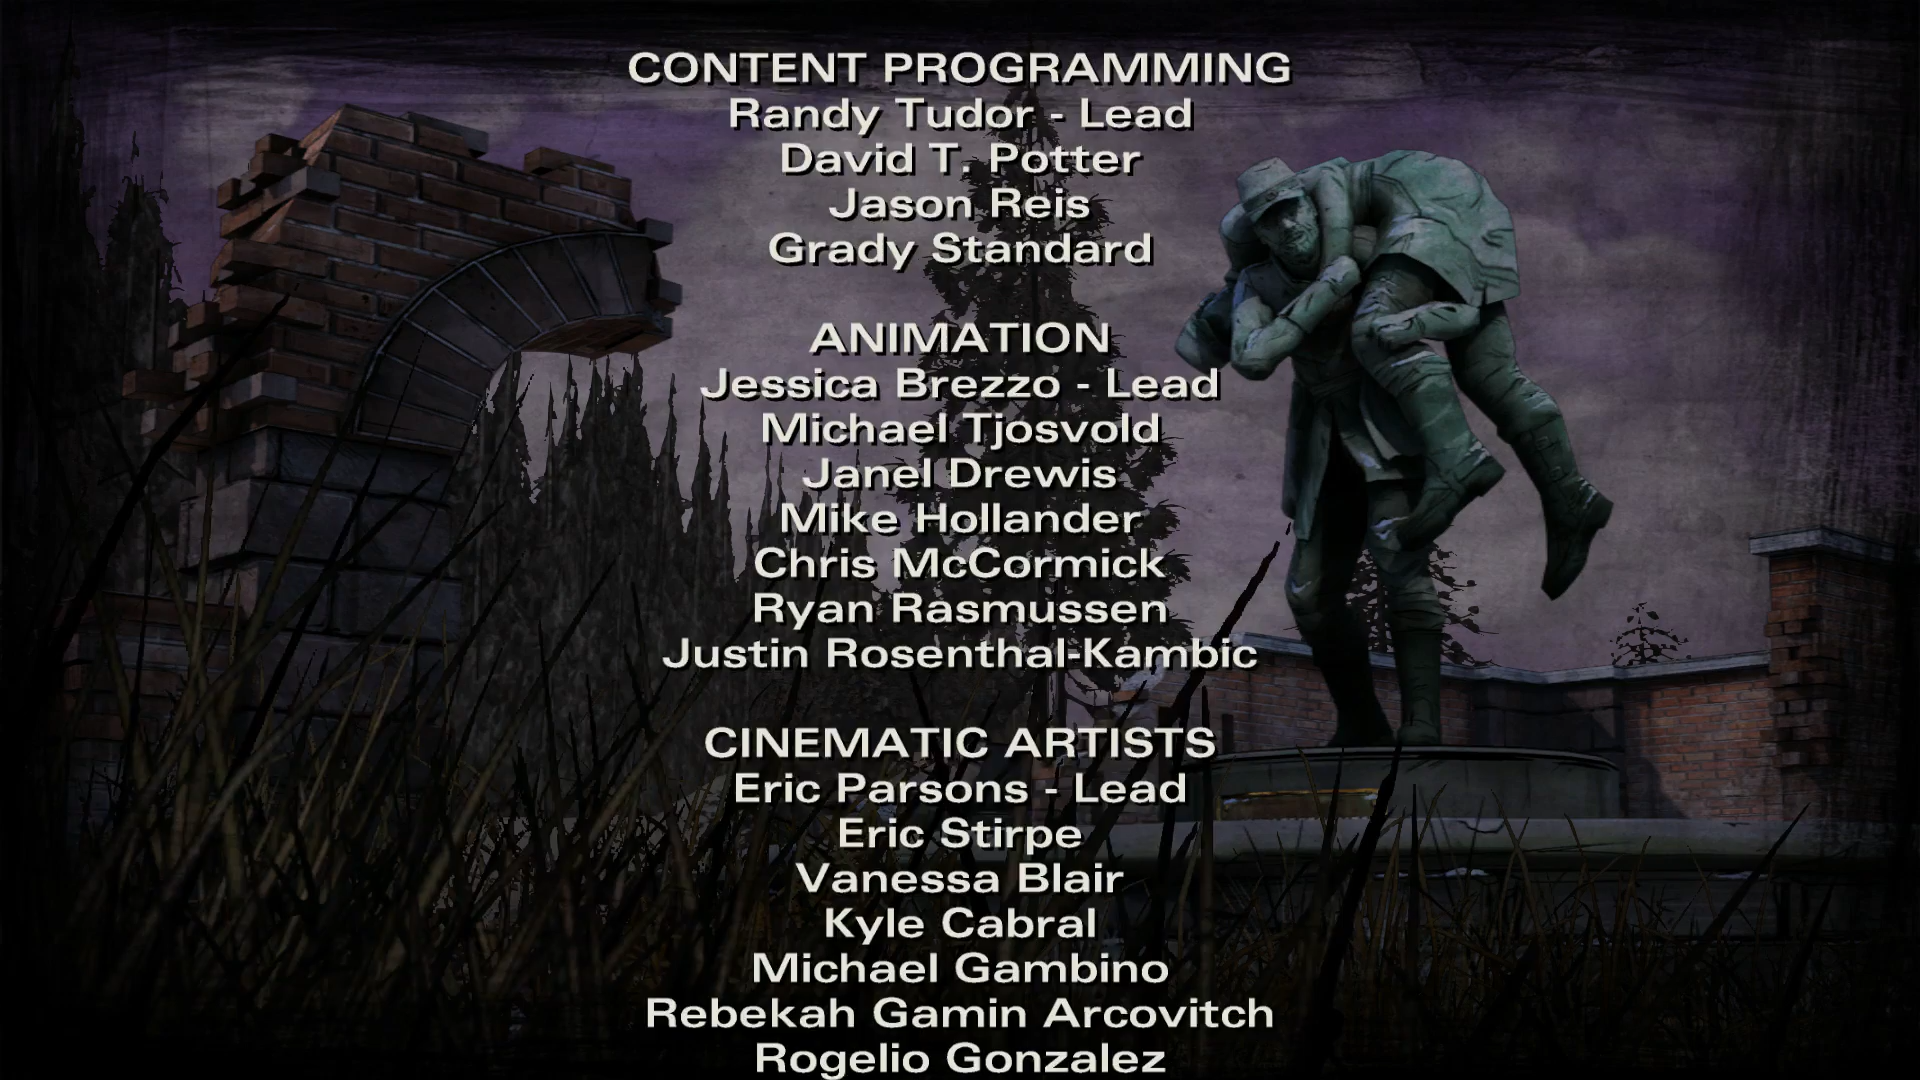 CONTENT PROGRAMMING
Randy Tudor - Lead
David T. Potter
Jason Reis
Grady Standard
ANIMATION
Jessica Brezzo - Lead
Michael Tjosvold
Janel Drewis
Mike Hollander
Chris McCormick
Ryan Rasmussen
Justin Rosenthal-Kambic
CINEMATIC ARTISTS
Eric Parsons - Lead
Eric Stirpe
Vanessa Blair
Kyle Cabral
Michael Gambino
Rebekah Gamin Arcovitch
Rogelio Gonzalez